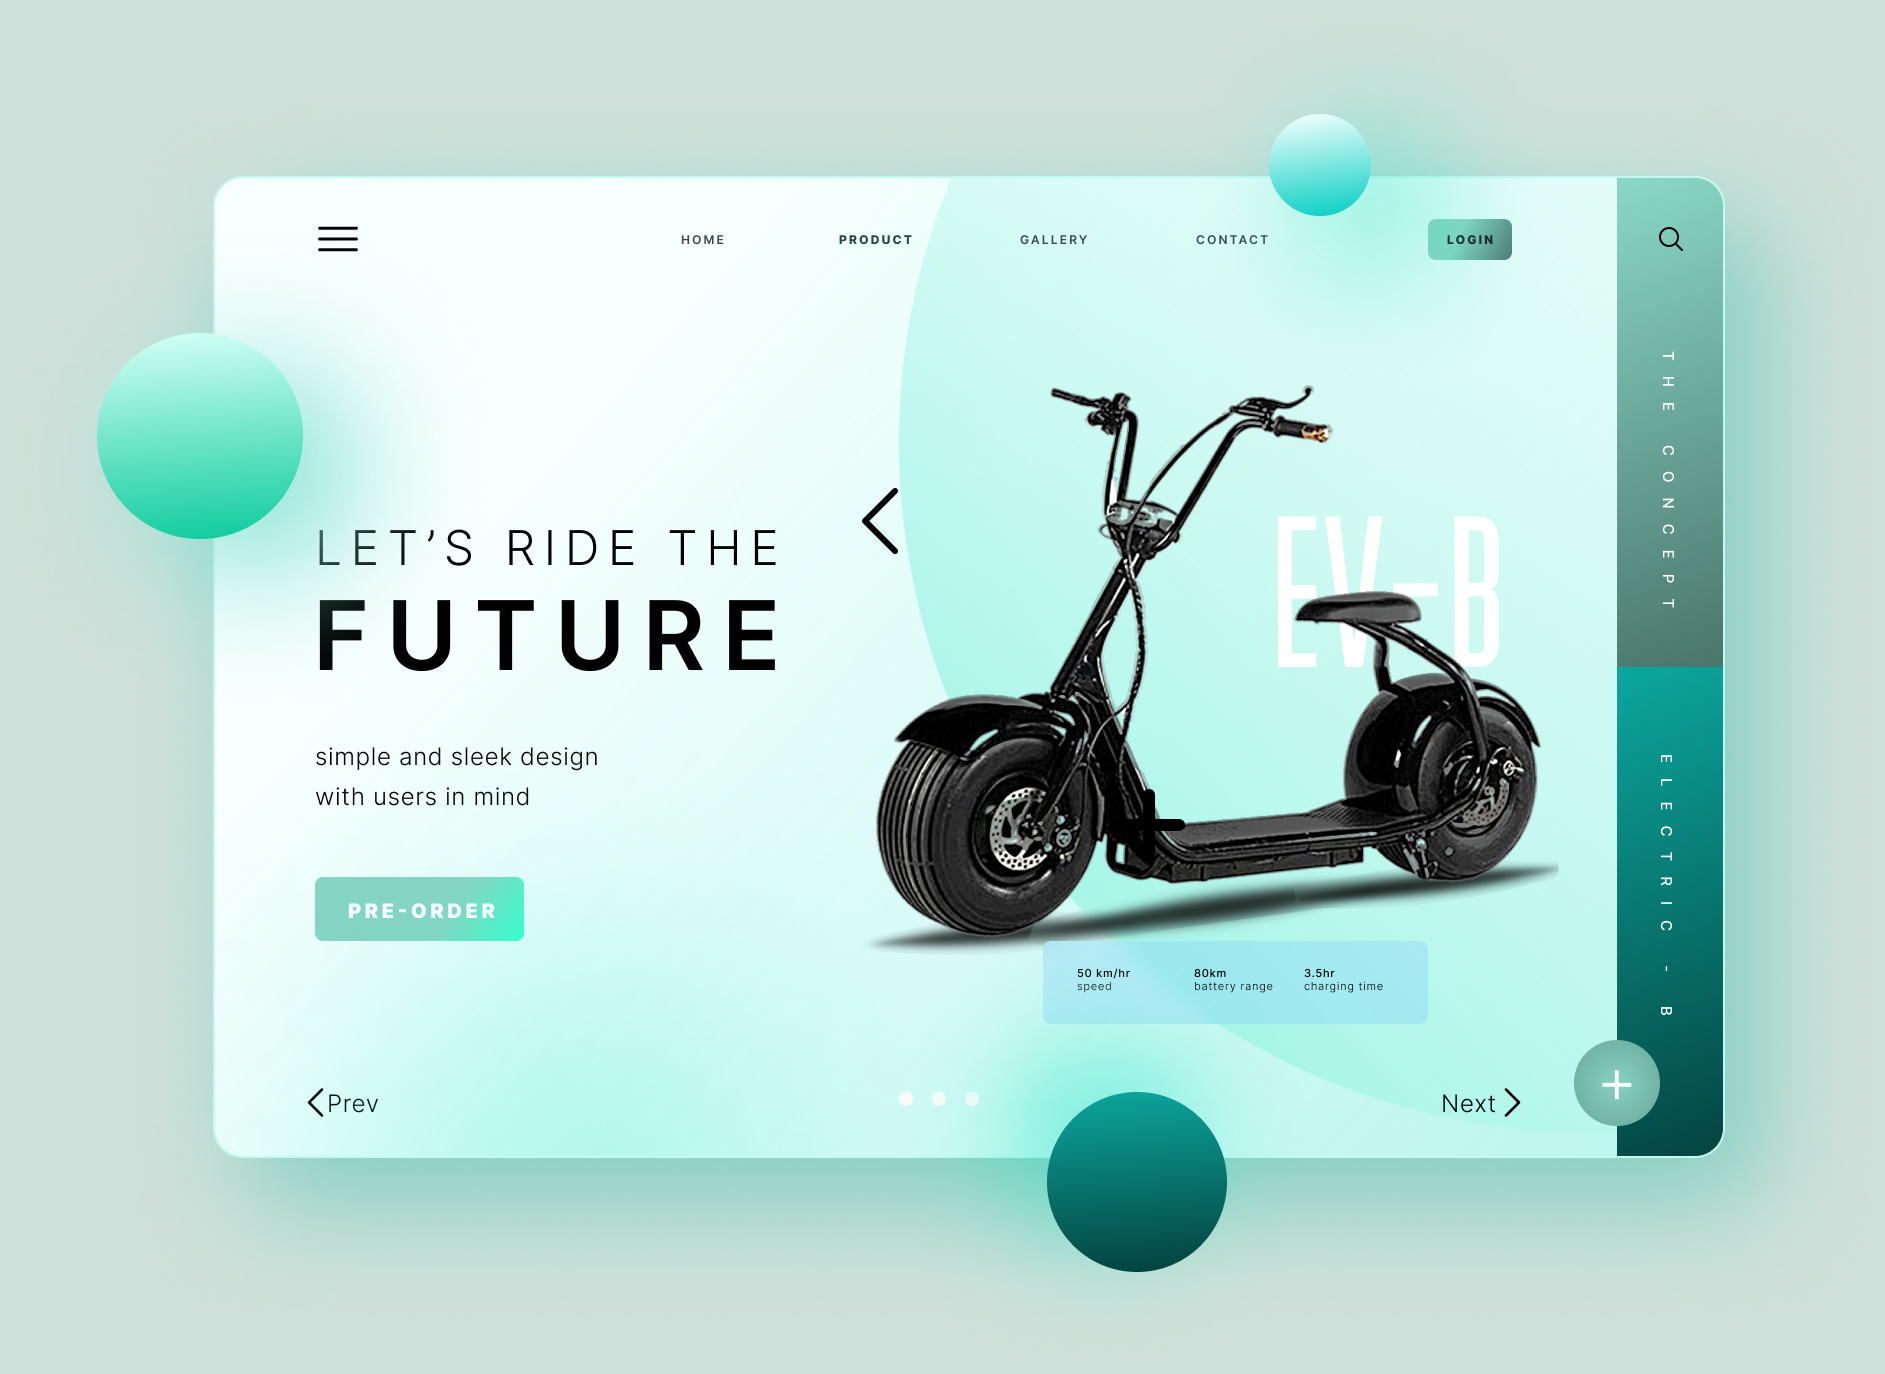 HOME
PRODUCT
GALLERY
CONTACT
LOGIN
LET’S RIDE THE
FUTURE
simple and sleek design
with users in mind
PRE-ORDER
EV-B
50 km/hr
speed
80km
battery range
3.5hr
charging time
Prev
Next
THE CONCEPT
ELECTRIC - B